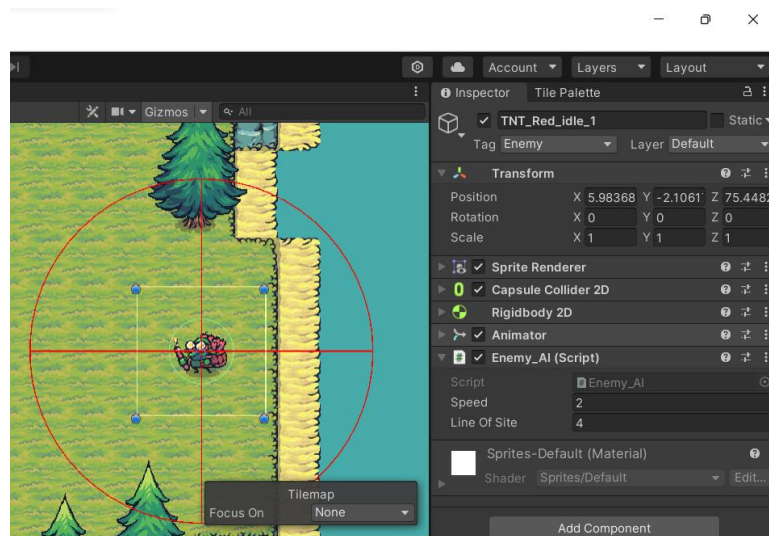 Account Layers Layout
Inspector Tile Palette
Gizmos All
TNT_Red_idle_1 Static
Tag Enemy Layer Default
Transform
Position X 5.98368 Y -2.1061 Z 75.4482
Rotation X 0 Y 0 Z 0
Scale X 1 Y 1 Z 1
Sprite Renderer
Capsule Collider 2D
Rigidbody 2D
Animator
Enemy_AI (Script)
Script Enemy_AI
Speed 2
Line Of Site 4
Sprites-Default (Material)
Shader Sprites/Default Edit...
Tilemap
Focus On None
Add Component